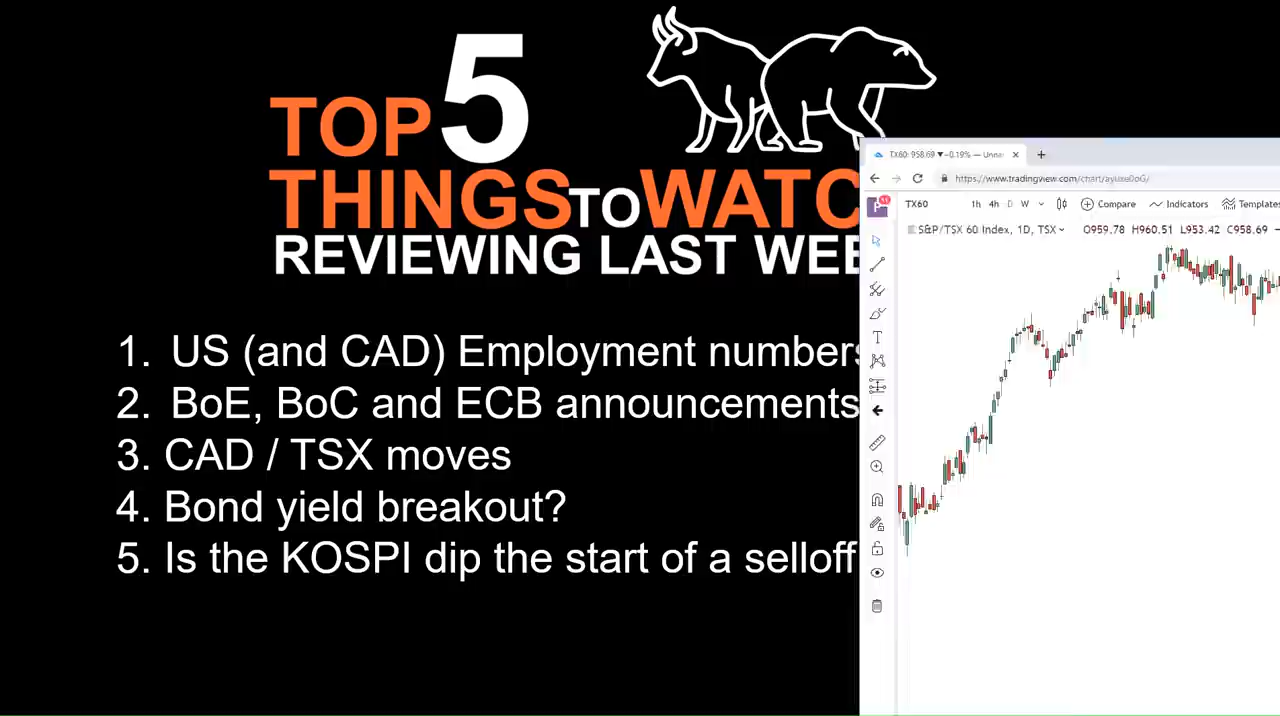 TOP 5
THINGS TO WATC
REVIEWING LAST WEE
1. US (and CAD) Employment numbers
2. BoE, BoC and ECB announcements
3. CAD / TSX moves
4. Bond yield breakout?
5. Is the KOSPI dip the start of a selloff
TX60: 958.69 ▼ −0.19% — Unna
https://www.tradingview.com/chart/ayuxe0oG/
P 11
TX60 1h 4h D W Compare Indicators Templates
S&P/TSX 60 Index, 1D, TSX O959.78 H960.51 L953.42 C958.69
T